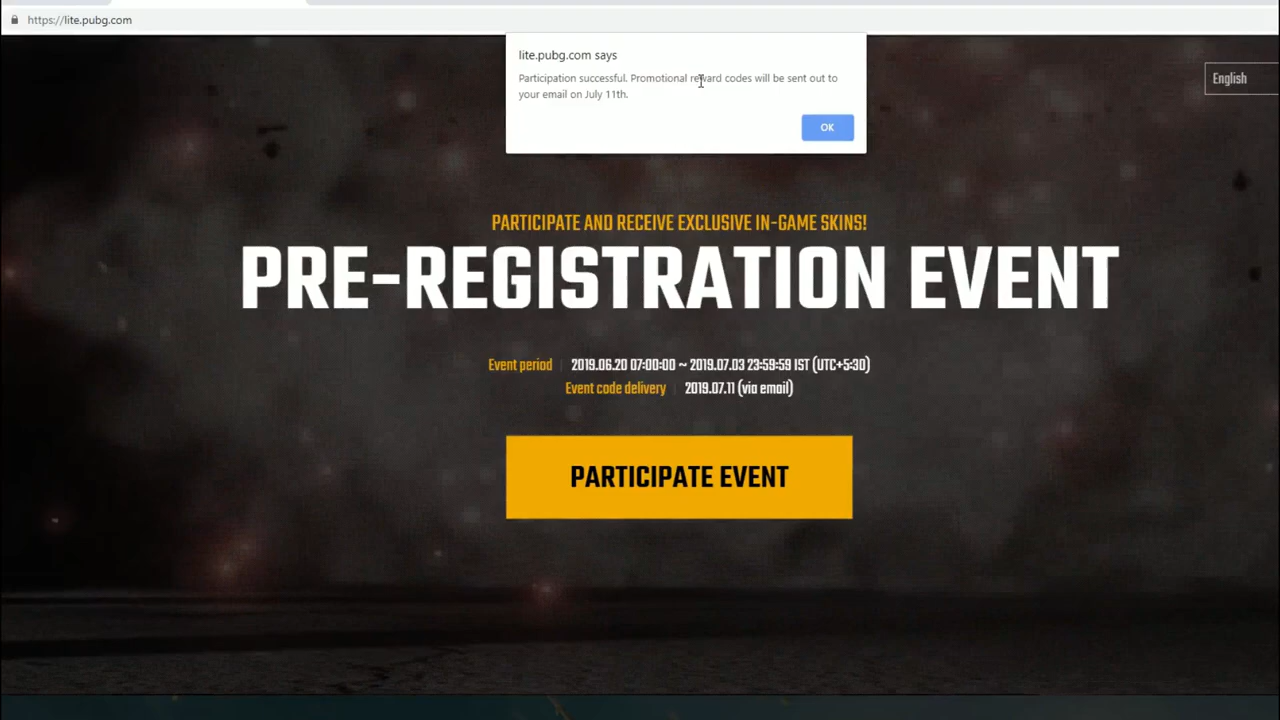 https://lite.pubg.com
lite.pubg.com says
Participation successful. Promotional reward codes will be sent out to
your email on July 11th.
OK
English
PARTICIPATE AND RECEIVE EXCLUSIVE IN-GAME SKINS!
PRE-REGISTRATION EVENT
Event period | 2019.06.20 07:00:00 ~ 2019.07.03 23:59:59 IST (UTC+5:30)
Event code delivery | 2019.07.11 (via email)
PARTICIPATE EVENT